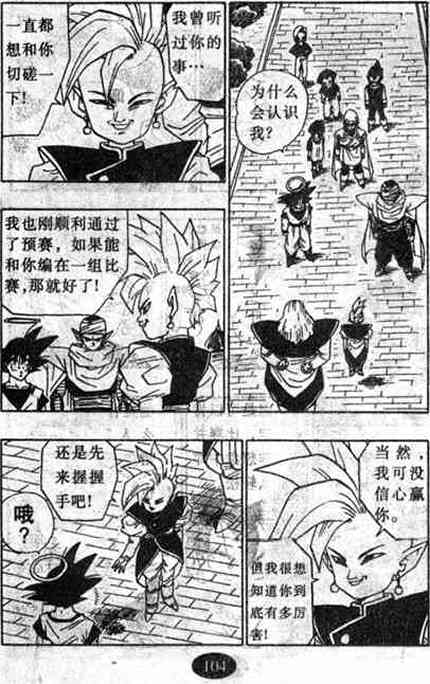 为什么
会认识
我?
我曾听
过你的
事…
一直都
想和你
切磋一
下!
我也刚顺利通过
了预赛，如果能
和你编在一组比
赛,那就好了!
当然，
我可没
信心赢
你。
但我很想
知道你到
底有多厉
害!
还是先
来握握
手吧!
哦
?
104